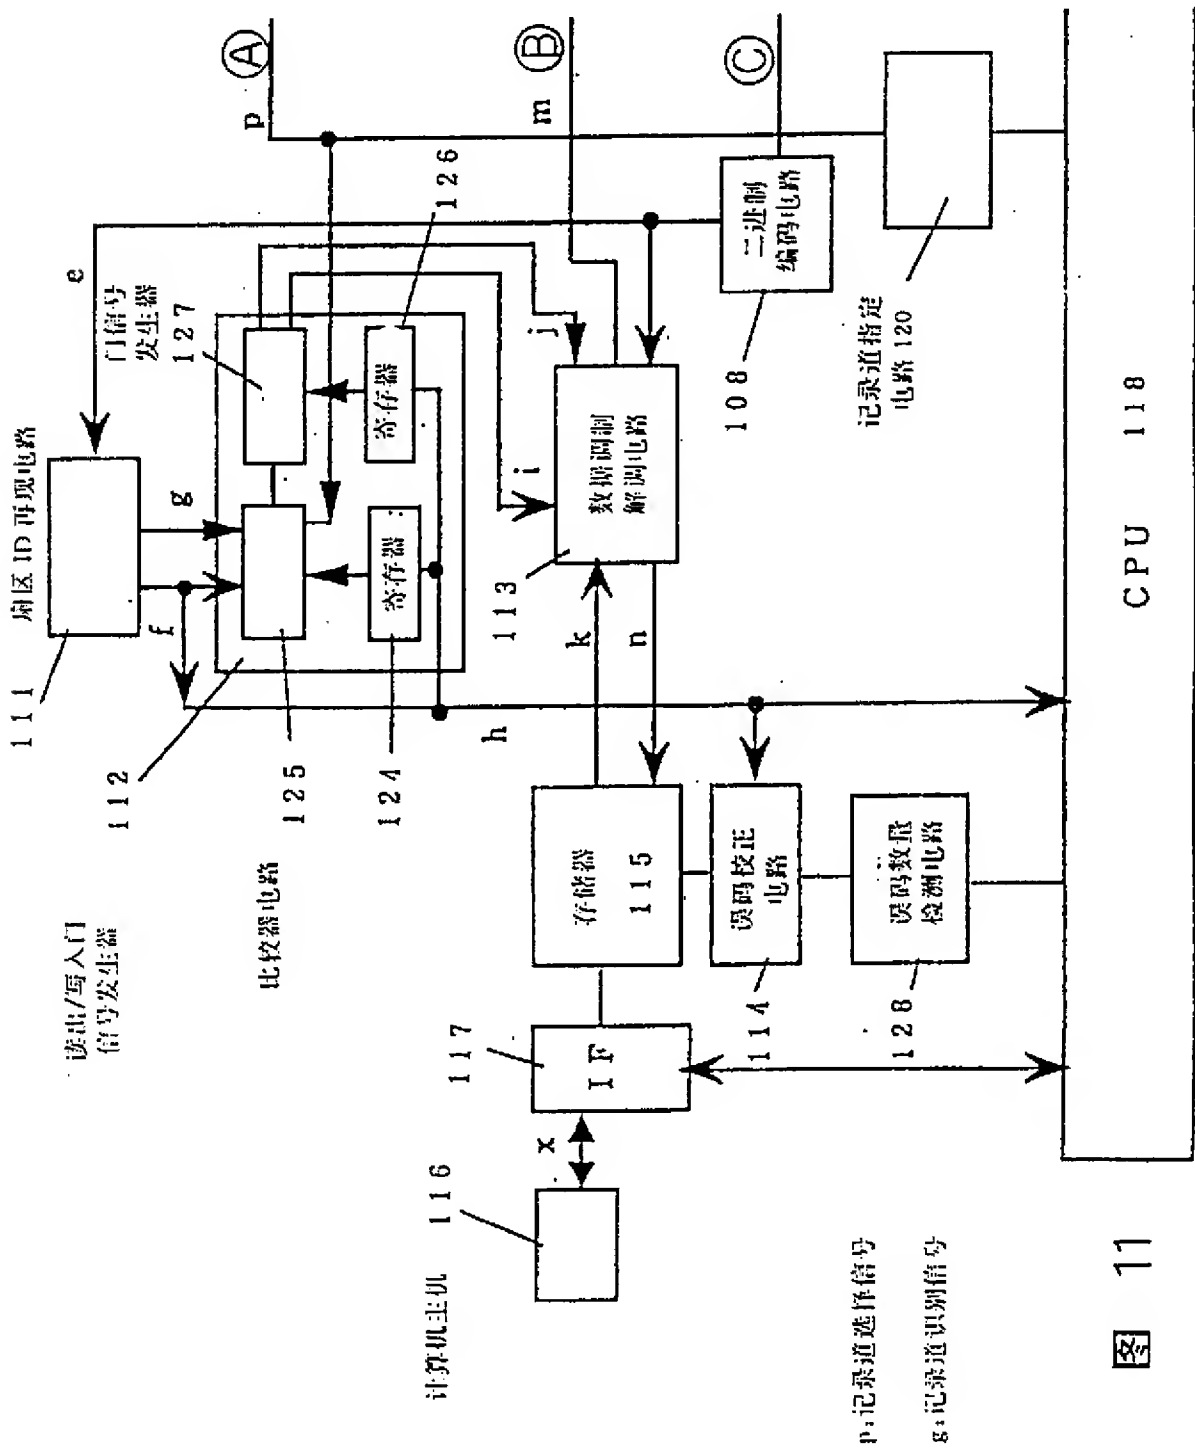 A
B
C
p
m
e
门信号
发生器
127
126
二进制
编码电路
108
记录道指定
电路 120
扇区 ID 再现电路
111
g
f
j
i
寄存器
寄存器
数据调制
解调电路
113
112
125
124
k
n
h
CPU 118
读出/写入门
信号发生器
比较器电路
存储器
115
误码校正
电路
114
误码数量
检测电路
128
117
IF
x
116
计算机主机
p:记录道选择信号
g:记录道识别信号
图 11